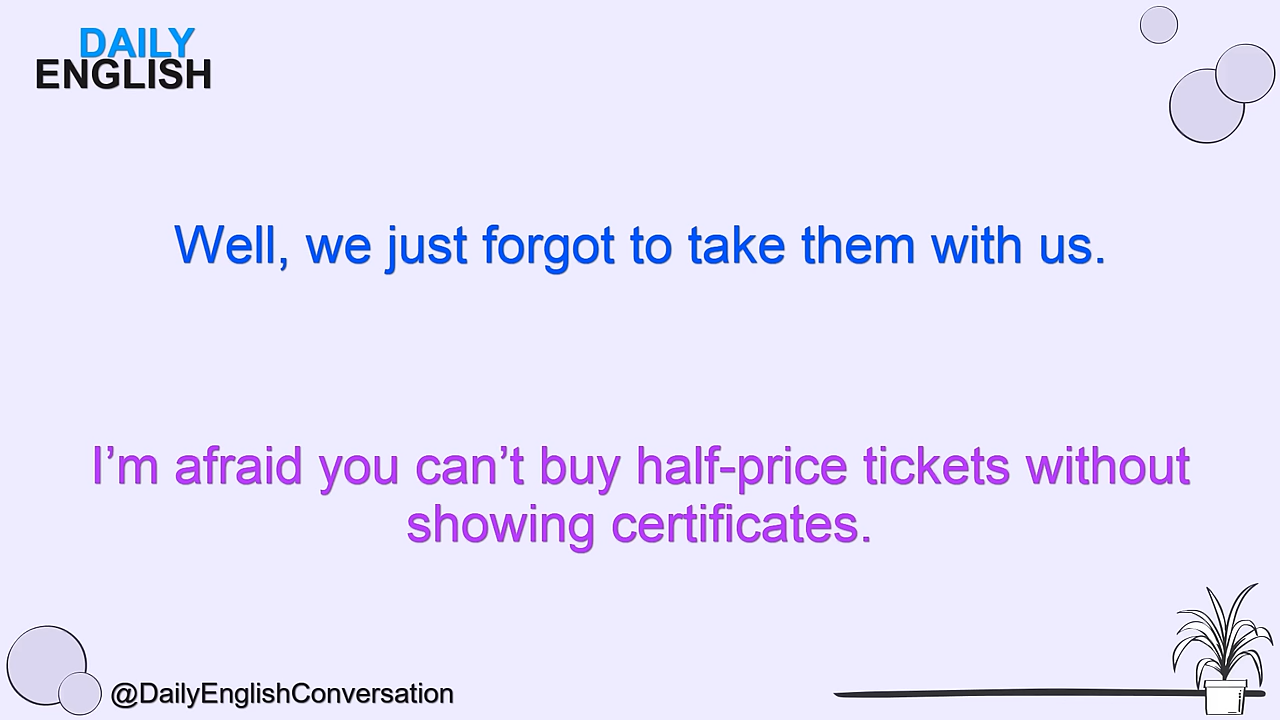 DAILY
ENGLISH
Well, we just forgot to take them with us.
I’m afraid you can’t buy half-price tickets without
showing certificates.
@DailyEnglishConversation